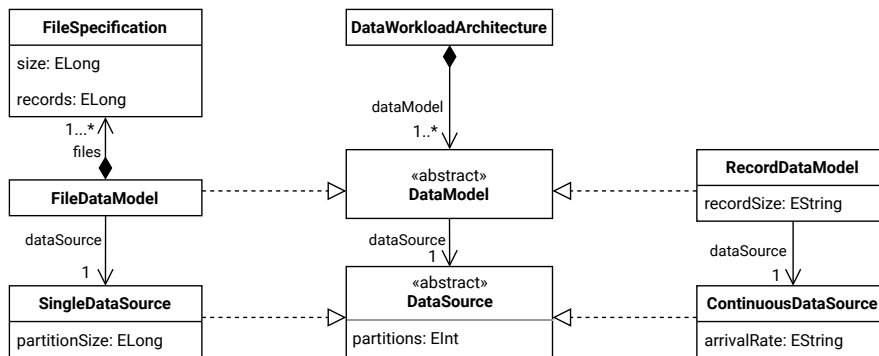 FileSpecification
size: ELong
records: ELong
1...*
files
FileDataModel
dataSource
1
SingleDataSource
partitionSize: ELong
DataWorkloadArchitecture
dataModel
1..*
«abstract»
DataModel
dataSource
1
«abstract»
DataSource
partitions: EInt
RecordDataModel
recordSize: EString
dataSource
1
ContinuousDataSource
arrivalRate: EString